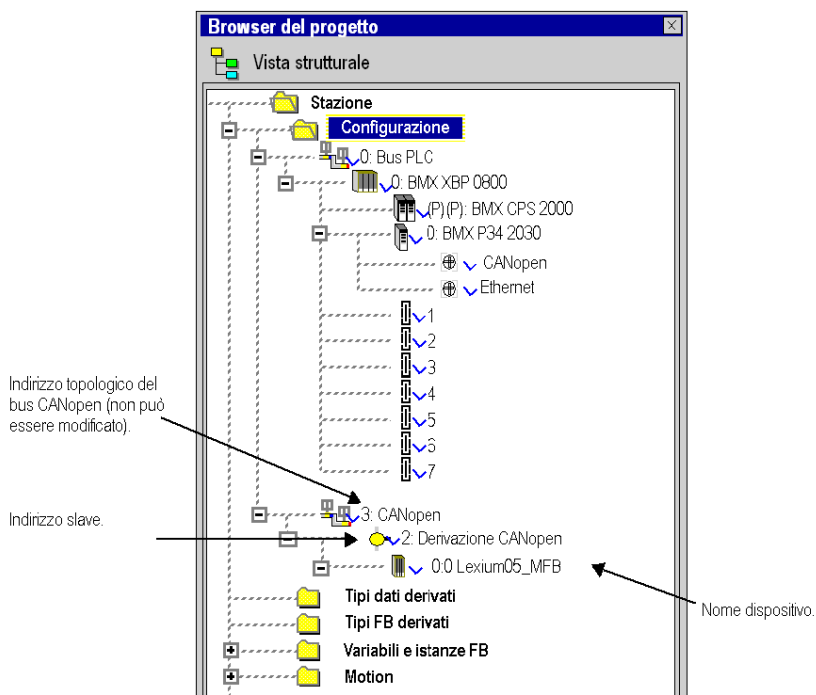 Browser del progetto
Vista strutturale
Stazione
Configurazione
0: Bus PLC
0: BMX XBP 0800
(P)(P): BMX CPS 2000
0: BMX P34 2030
CANopen
Ethernet
1
2
3
4
5
6
7
Indirizzo topologico del
bus CANopen (non può
essere modificato).
3: CANopen
Indirizzo slave.
2: Derivazione CANopen
0:0 Lexium05_MFB
Nome dispositivo.
Tipi dati derivati
Tipi FB derivati
Variabili e istanze FB
Motion